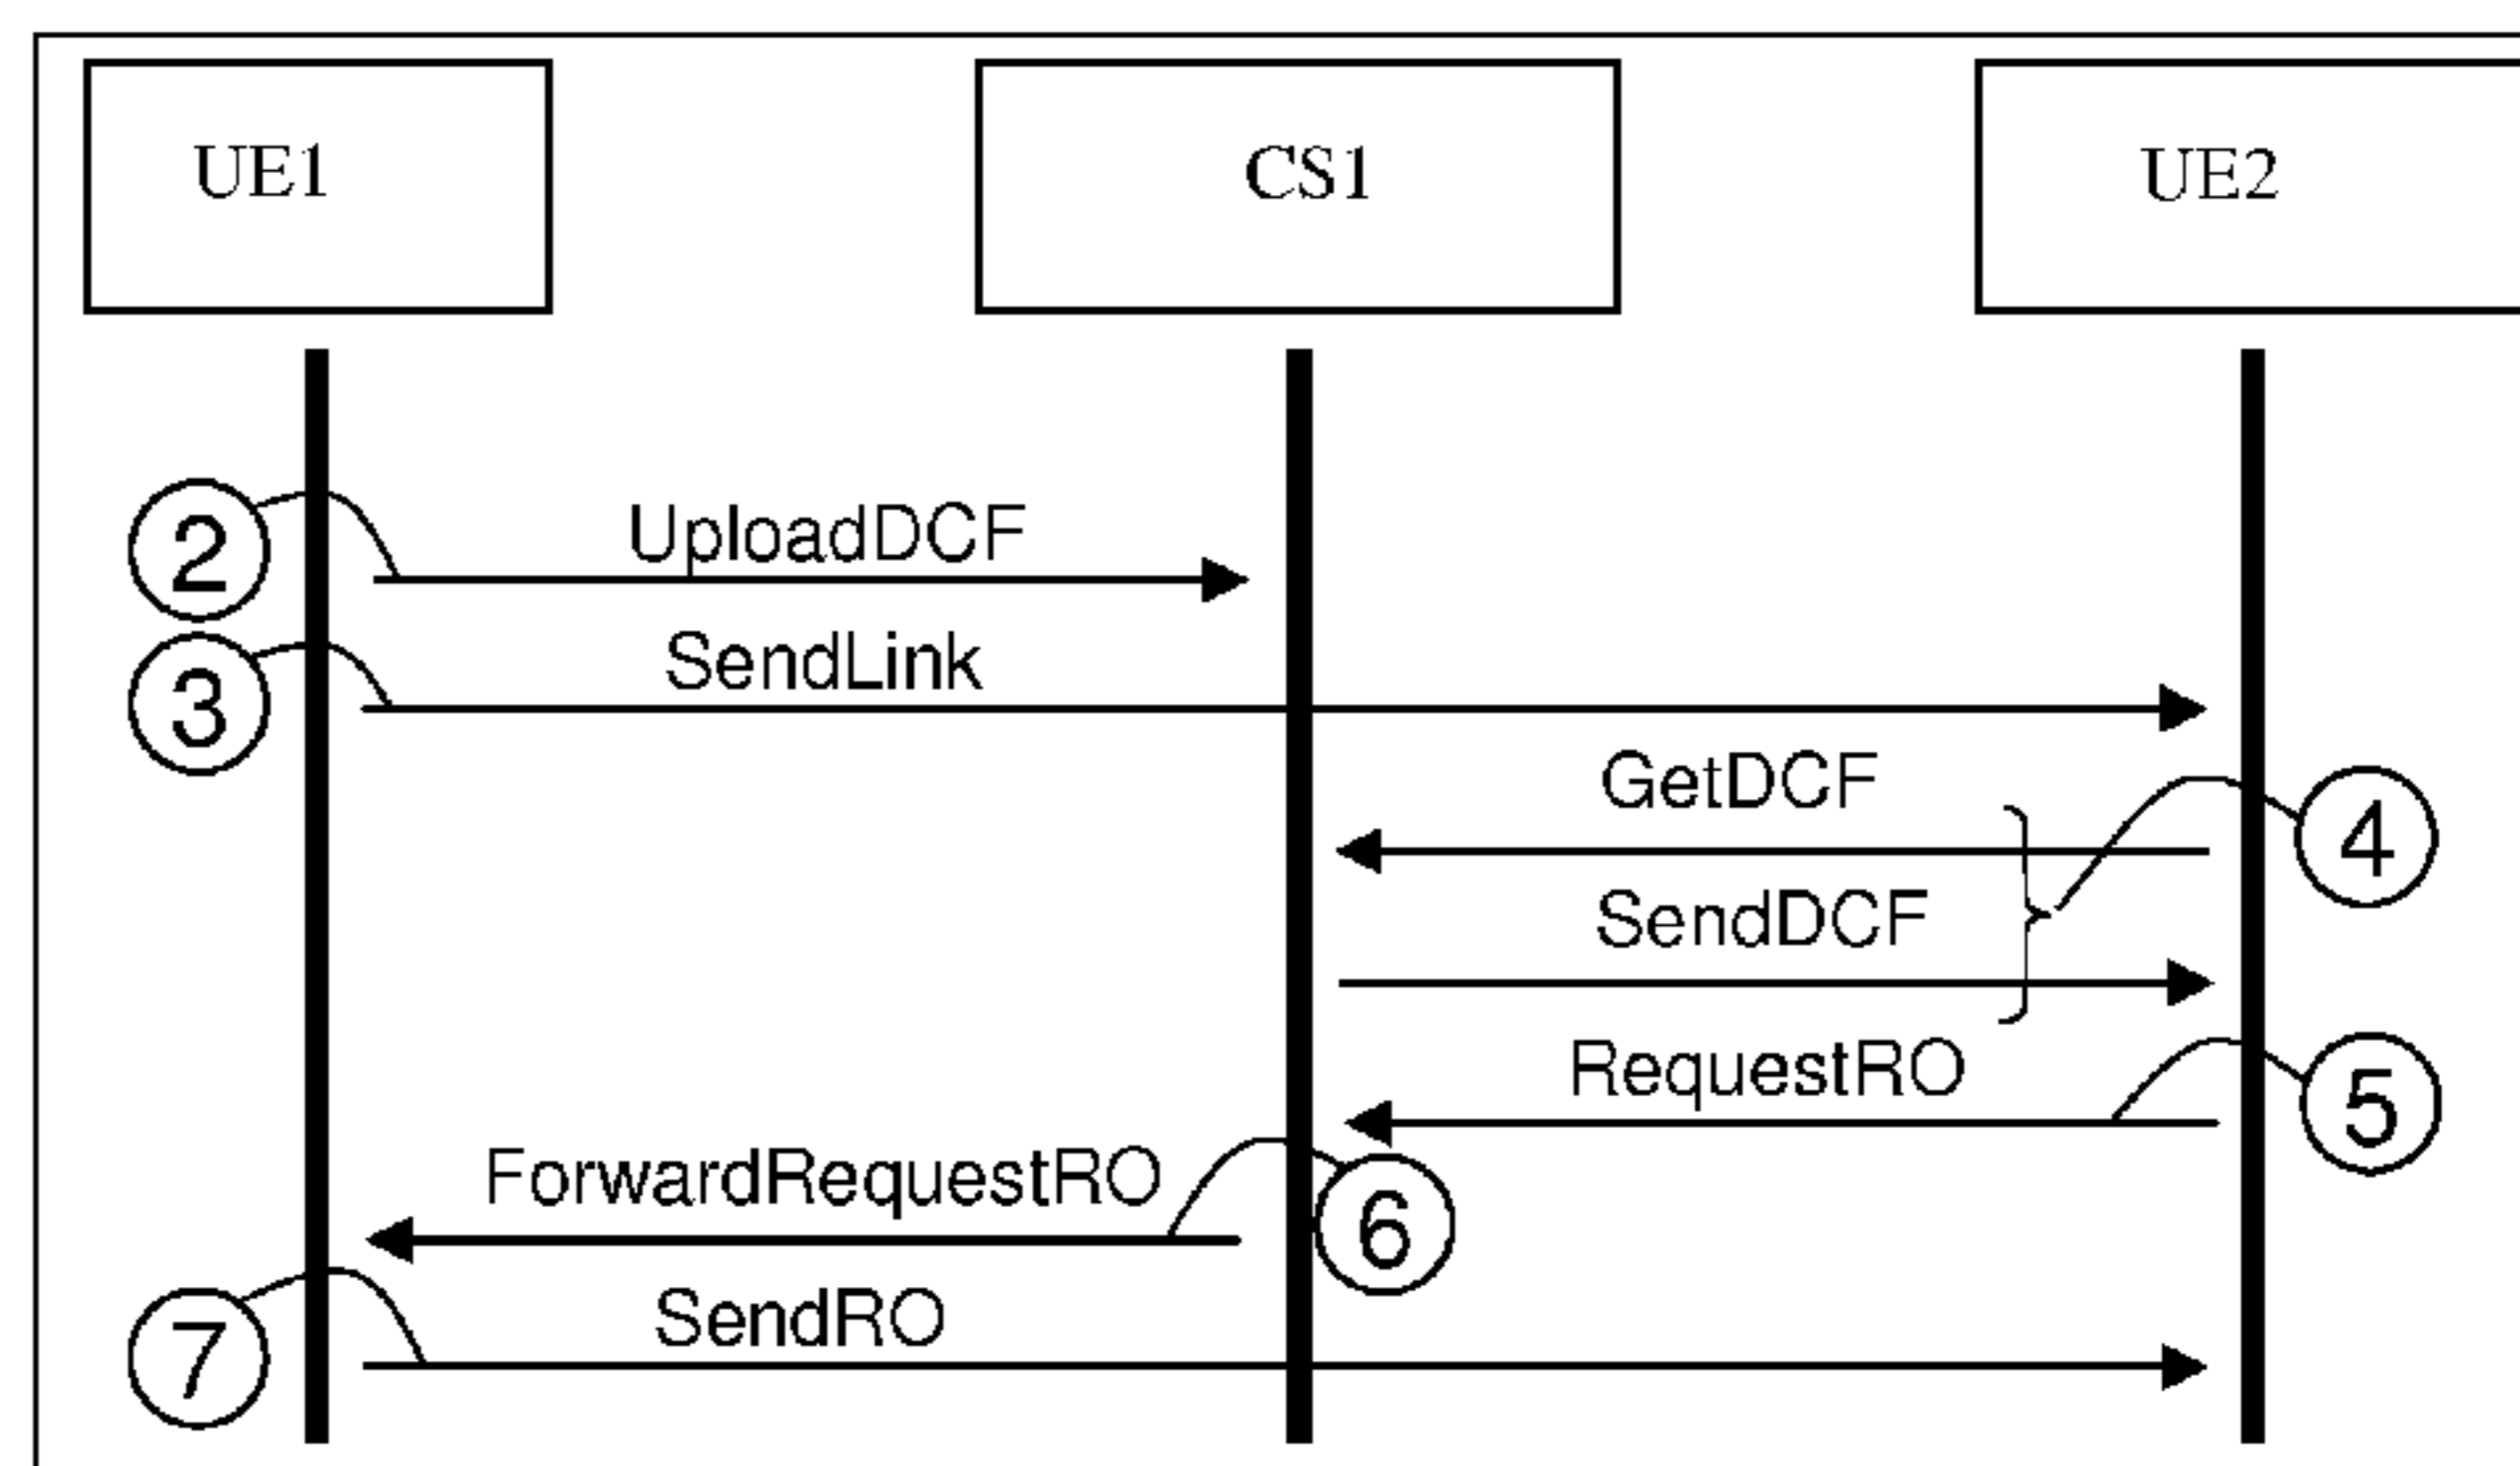 UE1 CS1 UE2
2 UploadDCF
3 SendLink
GetDCF
4
SendDCF
RequestRO
5
ForwardRequestRO
6
SendRO
7